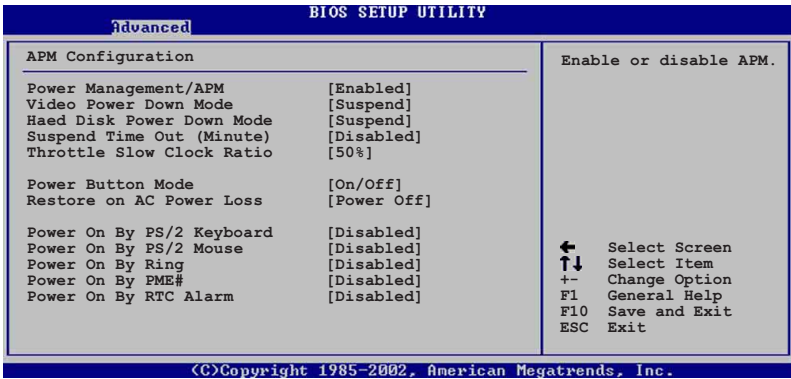 BIOS SETUP UTILITY
Advanced
APM Configuration
Power Management/APM [Enabled]
Video Power Down Mode [Suspend]
Haed Disk Power Down Mode [Suspend]
Suspend Time Out (Minute) [Disabled]
Throttle Slow Clock Ratio [50%]
Power Button Mode [On/Off]
Restore on AC Power Loss [Power Off]
Power On By PS/2 Keyboard [Disabled]
Power On By PS/2 Mouse [Disabled]
Power On By Ring [Disabled]
Power On By PME# [Disabled]
Power On By RTC Alarm [Disabled]
Enable or disable APM.
← Select Screen
↑↓ Select Item
+- Change Option
F1 General Help
F10 Save and Exit
ESC Exit
(C)Copyright 1985-2002, American Megatrends, Inc.